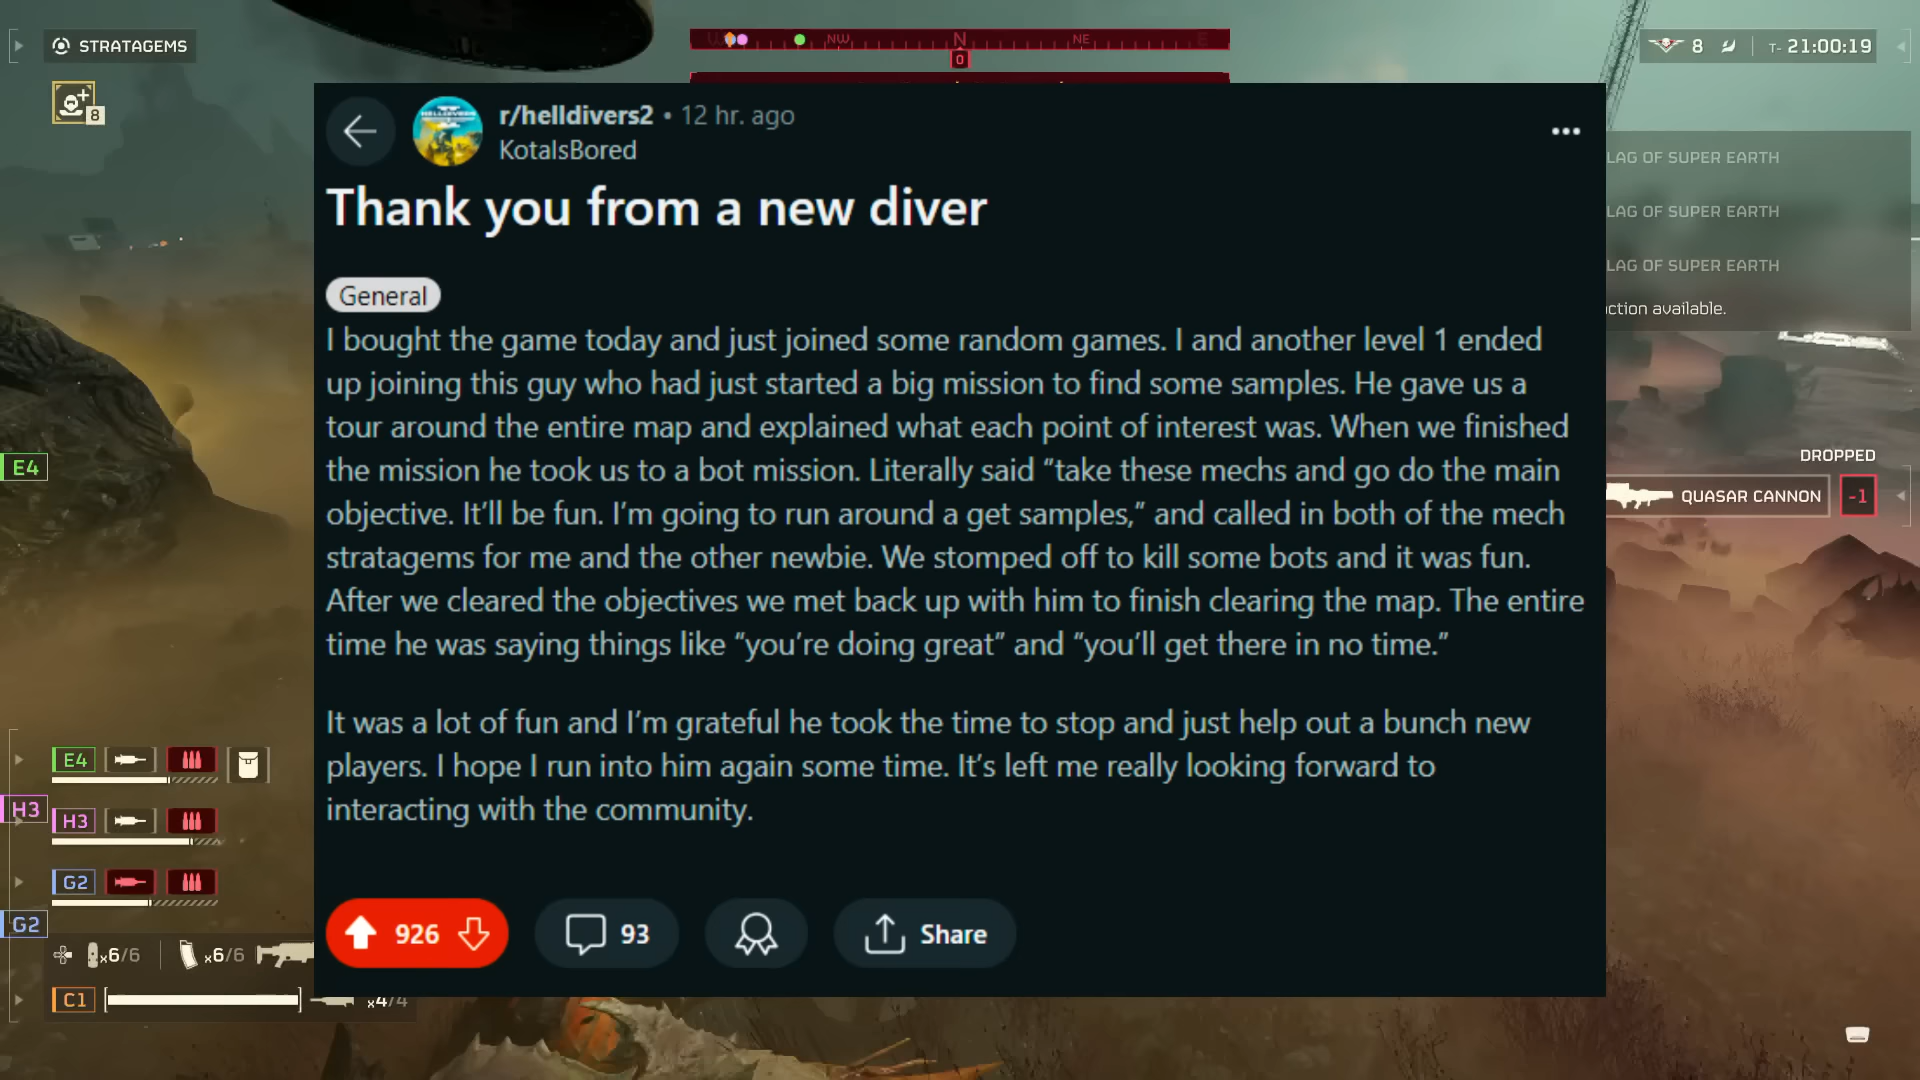 STRATAGEMS
8
W
NW
N
NE
E
0
8
T- 21:00:19
r/helldivers2 • 12 hr. ago
KotaIsBored
Thank you from a new diver
General
I bought the game today and just joined some random games. I and another level 1 ended
up joining this guy who had just started a big mission to find some samples. He gave us a
tour around the entire map and explained what each point of interest was. When we finished
the mission he took us to a bot mission. Literally said “take these mechs and go do the main
objective. It’ll be fun. I’m going to run around a get samples,” and called in both of the mech
stratagems for me and the other newbie. We stomped off to kill some bots and it was fun.
After we cleared the objectives we met back up with him to finish clearing the map. The entire
time he was saying things like “you’re doing great” and “you’ll get there in no time.”
It was a lot of fun and I’m grateful he took the time to stop and just help out a bunch new
players. I hope I run into him again some time. It’s left me really looking forward to
interacting with the community.
926
93
Share
LAG OF SUPER EARTH
LAG OF SUPER EARTH
LAG OF SUPER EARTH
ction available.
DROPPED
QUASAR CANNON -1
E4
E4
H3
H3
G2
G2
x6/6
x6/6
C1
x4/4